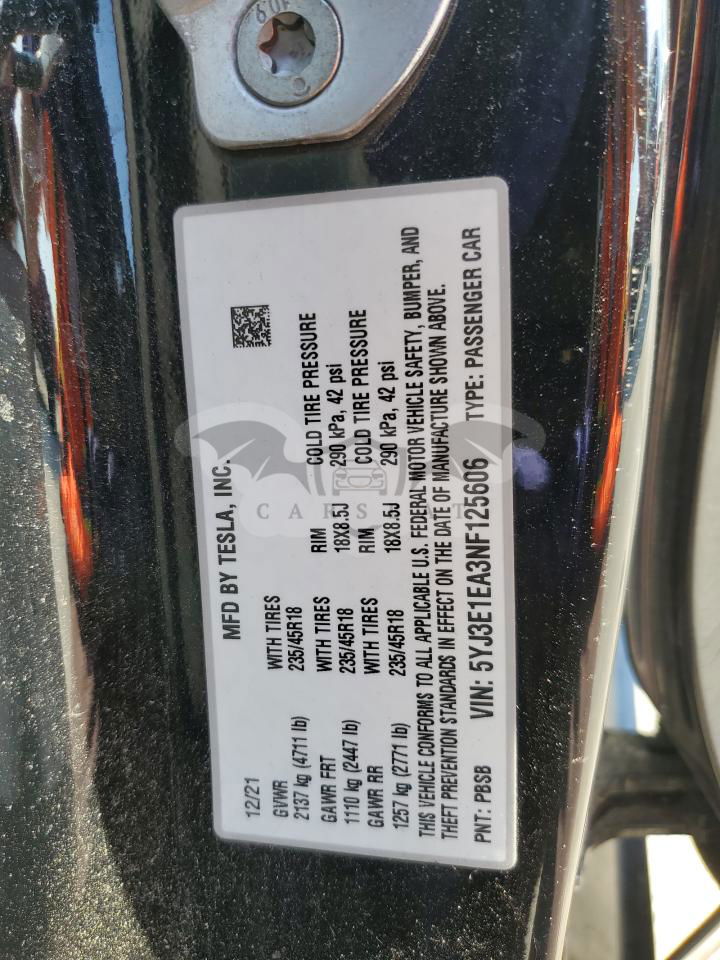 MFD BY TESLA, INC.
12/21
GVWR WITH TIRES RIM COLD TIRE PRESSURE
2137 kg (4711 lb) 235/45R18 18X8.5J 290 kPa, 42 psi
GAWR FRT WITH TIRES RIM COLD TIRE PRESSURE
1110 kg (2447 lb) 235/45R18 18X8.5J 290 kPa, 42 psi
GAWR RR WITH TIRES
1257 kg (2771 lb) 235/45R18
THIS VEHICLE CONFORMS TO ALL APPLICABLE U.S. FEDERAL MOTOR VEHICLE SAFETY, BUMPER, AND
THEFT PREVENTION STANDARDS IN EFFECT ON THE DATE OF MANUFACTURE SHOWN ABOVE.
PNT: PBSB VIN: 5YJ3E1EA3NF125606 TYPE: PASSENGER CAR
10.9